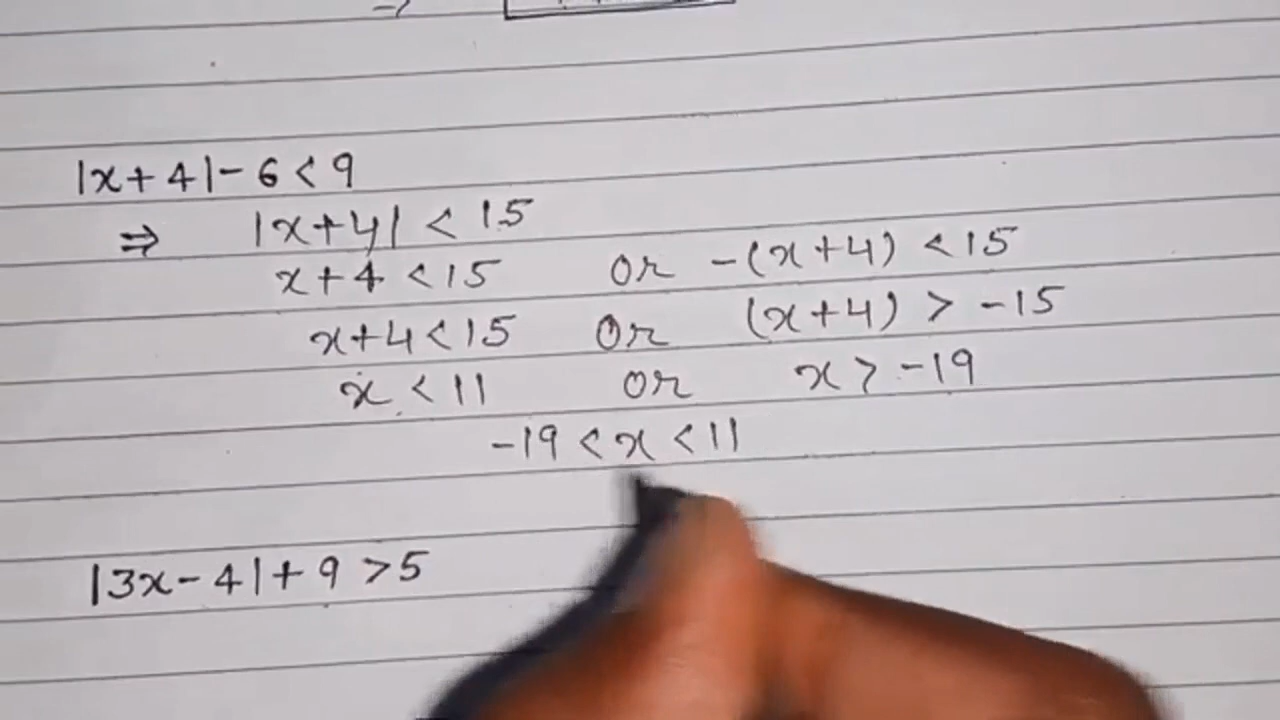 |x+4|-6<9
⇒ |x+4|<15
x+4<15 or -(x+4)<15
x+4<15 or (x+4)>-15
x<11 or x>-19
-19<x<11
|3x-4|+9>5